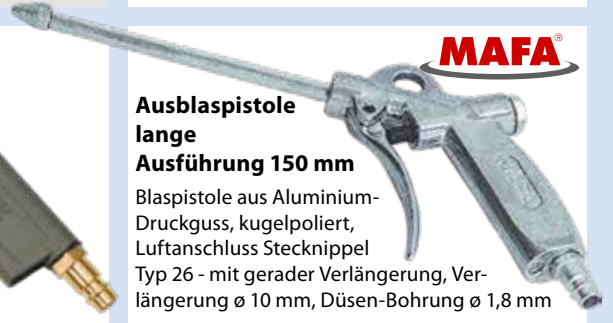 MAFA®
Ausblaspistole
lange
Ausführung 150 mm
Blaspistole aus Aluminium-
Druckguss, kugelpoliert,
Luftanschluss Stecknippel
Typ 26 - mit gerader Verlängerung, Ver-
längerung ø 10 mm, Düsen-Bohrung ø 1,8 mm